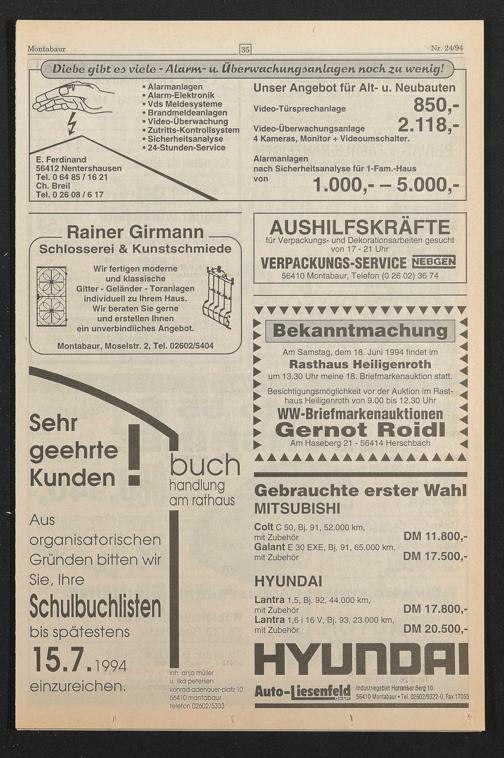 Montabaur
35
Nr. 24/94
Diebe gibt es viele - Alarm- u. Überwachungsanlagen noch zu wenig!
• Alarmanlagen
• Alarm-Elektronik
• Vds Meldesysteme
• Brandmeldeanlagen
• Video-Überwachung
• Zutritts-Kontrollsystem
• Sicherheitsanalyse
• 24-Stunden-Service
E. Ferdinand
56412 Nentershausen
Tel. 0 64 85 / 16 21
Ch. Breil
Tel. 0 26 08 / 6 17
Unser Angebot für Alt- u. Neubauten
Video-Türsprechanlage 850,-
Video-Überwachungsanlage 2.118,-
4 Kameras, Monitor + Videoumschalter.
Alarmanlagen
nach Sicherheitsanalyse für 1-Fam.-Haus
von 1.000,- – 5.000,-
Rainer Girmann
Schlosserei & Kunstschmiede
Wir fertigen moderne
und klassische
Gitter - Geländer - Toranlagen
individuell zu Ihrem Haus.
Wir beraten Sie gerne
und erstellen Ihnen
ein unverbindliches Angebot.
Montabaur, Moselstr. 2, Tel. 02602/5404
AUSHILFSKRÄFTE
für Verpackungs- und Dekorationsarbeiten gesucht
von 17 - 21 Uhr
VERPACKUNGS-SERVICE NEBGEN
56410 Montabaur, Telefon (0 26 02) 36 74
Bekanntmachung
Am Samstag, dem 18. Juni 1994 findet im
Rasthaus Heiligenroth
um 13.30 Uhr meine 18. Briefmarkenauktion statt.
Besichtigungsmöglichkeit vor der Auktion im Rast-
haus Heiligenroth von 9.00 bis 12.30 Uhr
WW-Briefmarkenauktionen
Gernot Roidl
Am Haseberg 21 - 56414 Herschbach
Sehr
geehrte
Kunden !
buch
handlung
am rathaus
Aus
organisatorischen
Gründen bitten wir
Sie, Ihre
Schulbuchlisten
bis spätestens
15.7.1994
einzureichen.
inh. anja müller
u. ilka petersen
konrad-adenauer-platz 10
56410 montabaur
telefon 02602/5333
Gebrauchte erster Wahl
MITSUBISHI
Colt C 50, Bj. 91, 52.000 km,
mit Zubehör DM 11.800,-
Galant E 30 EXE, Bj. 91, 65.000 km,
mit Zubehör DM 17.500,-
HYUNDAI
Lantra 1,5, Bj. 92, 44.000 km,
mit Zubehör DM 17.800,-
Lantra 1,6 i 16 V, Bj. 93, 23.000 km,
mit Zubehör DM 20.500,-
HYUNDAI
Auto-Liesenfeld
Industriegebiet Horresser Berg 10
56410 Montabaur • Tel. 02602/9322-0, Fax 17055